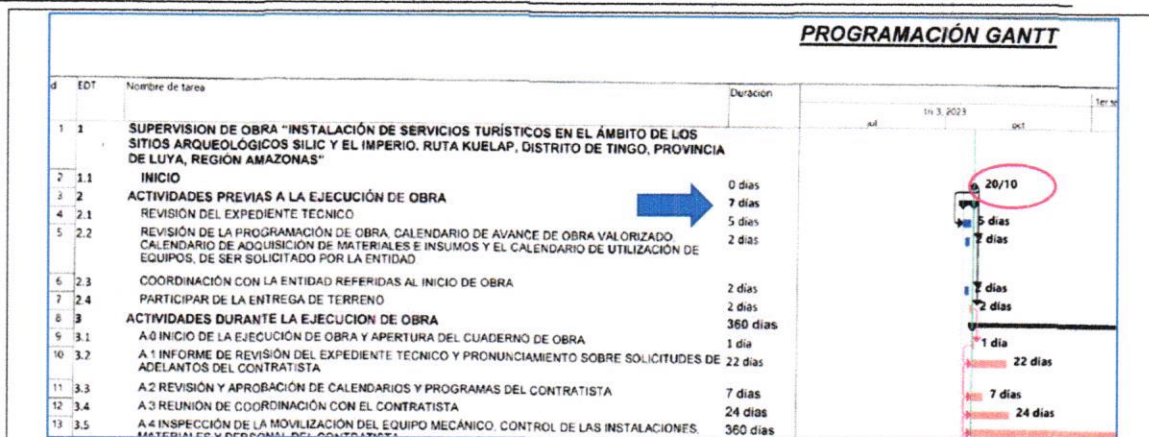 PROGRAMACIÓN GANTT
d EDT Nombre de tarea Duración
tri 3, 2023 1er se
jul oct
1 1 SUPERVISION DE OBRA "INSTALACIÓN DE SERVICIOS TURÍSTICOS EN EL ÁMBITO DE LOS
SITIOS ARQUEOLÓGICOS SILIC Y EL IMPERIO. RUTA KUELAP, DISTRITO DE TINGO, PROVINCIA
DE LUYA, REGIÓN AMAZONAS"
2 1.1 INICIO 0 días 20/10
3 2 ACTIVIDADES PREVIAS A LA EJECUCIÓN DE OBRA 7 días
4 2.1 REVISIÓN DEL EXPEDIENTE TECNICO 5 días 5 días
5 2.2 REVISIÓN DE LA PROGRAMACIÓN DE OBRA, CALENDARIO DE AVANCE DE OBRA VALORIZADO, 2 días 2 días
CALENDARIO DE ADQUISICIÓN DE MATERIALES E INSUMOS Y EL CALENDARIO DE UTILIZACIÓN DE
EQUIPOS, DE SER SOLICITADO POR LA ENTIDAD
6 2.3 COORDINACIÓN CON LA ENTIDAD REFERIDAS AL INICIO DE OBRA 2 días 2 días
7 2.4 PARTICIPAR DE LA ENTREGA DE TERRENO 2 días 2 días
8 3 ACTIVIDADES DURANTE LA EJECUCION DE OBRA 360 días
9 3.1 A.0 INICIO DE LA EJECUCIÓN DE OBRA Y APERTURA DEL CUADERNO DE OBRA 1 día 1 día
10 3.2 A.1 INFORME DE REVISIÓN DEL EXPEDIENTE TECNICO Y PRONUNCIAMIENTO SOBRE SOLICITUDES DE 22 días 22 días
ADELANTOS DEL CONTRATISTA
11 3.3 A.2 REVISIÓN Y APROBACIÓN DE CALENDARIOS Y PROGRAMAS DEL CONTRATISTA 7 días 7 días
12 3.4 A.3 REUNIÓN DE COORDINACIÓN CON EL CONTRATISTA 24 días 24 días
13 3.5 A.4 INSPECCIÓN DE LA MOVILIZACIÓN DEL EQUIPO MECÁNICO, CONTROL DE LAS INSTALACIONES, 360 días
MATERIALES Y PERSONAL DEL CONTRATISTA